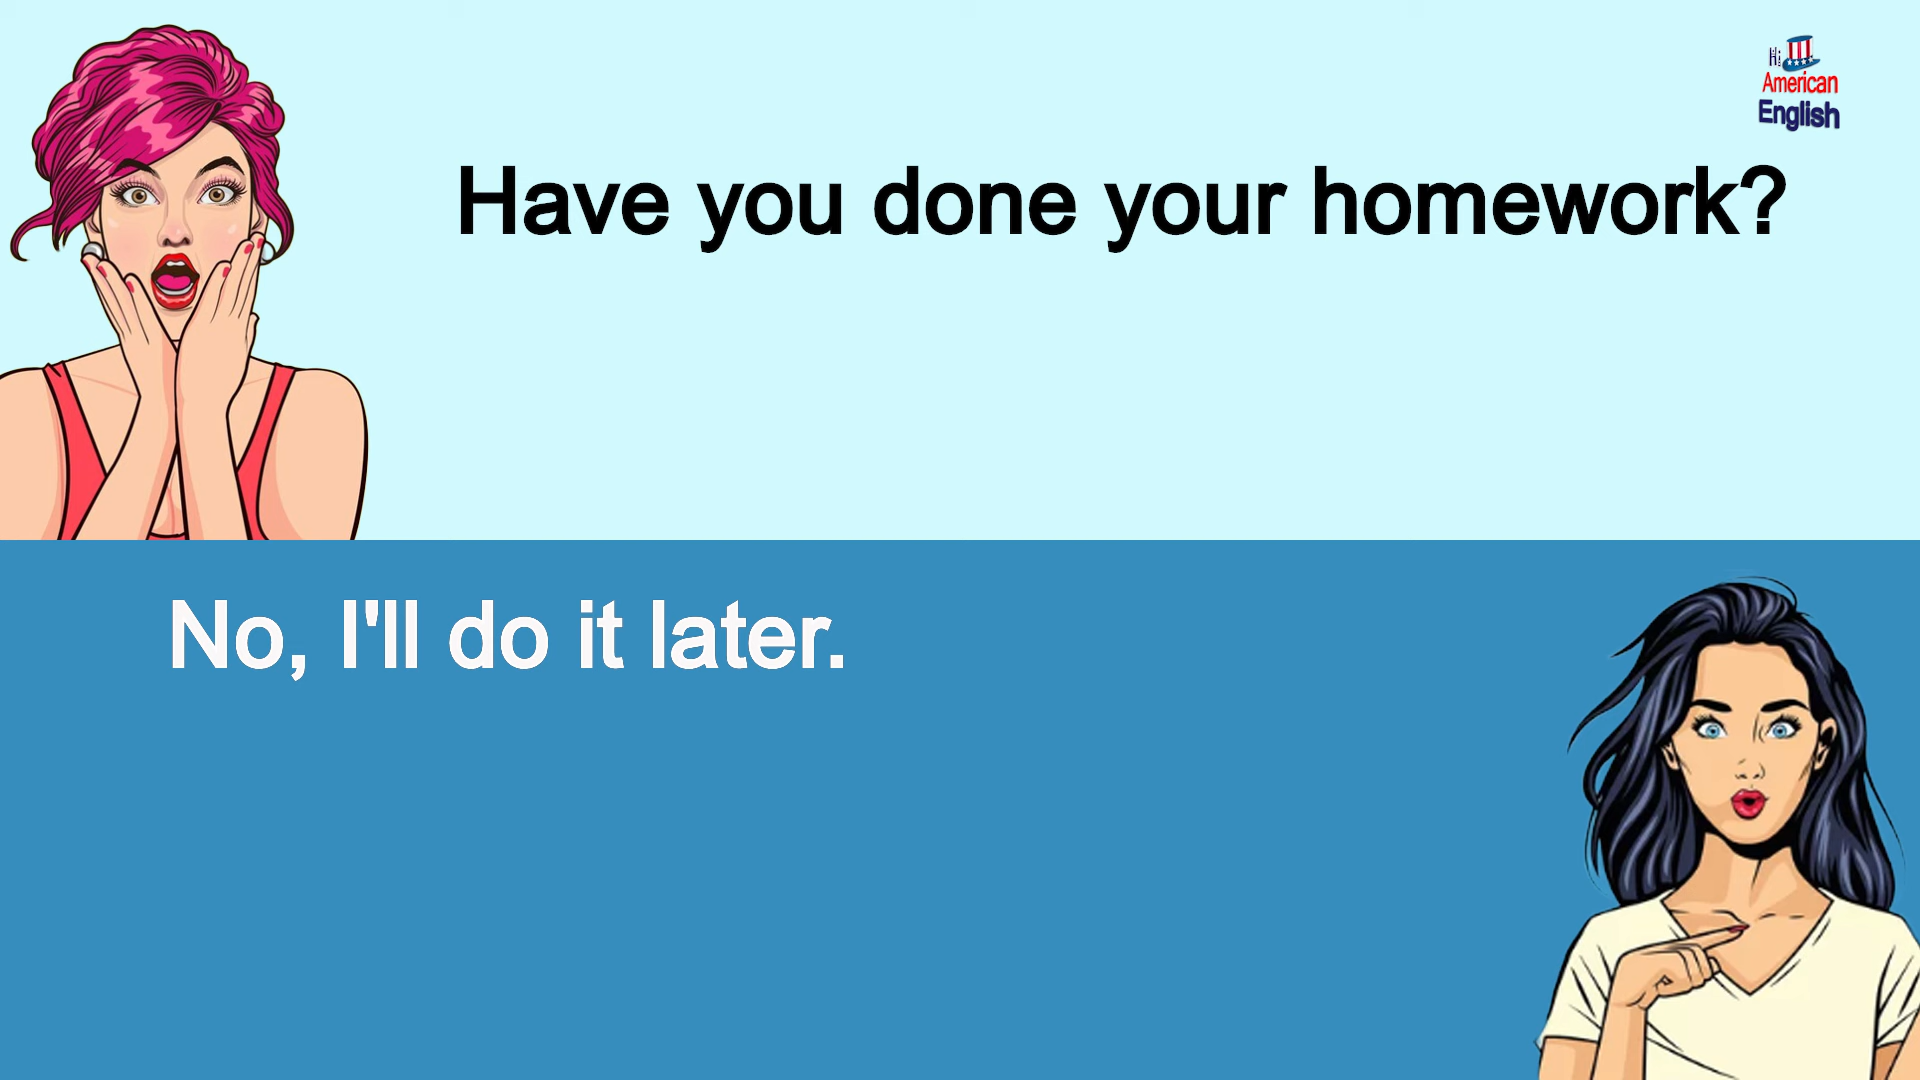 Hi
American
English
Have you done your homework?
No, I'll do it later.